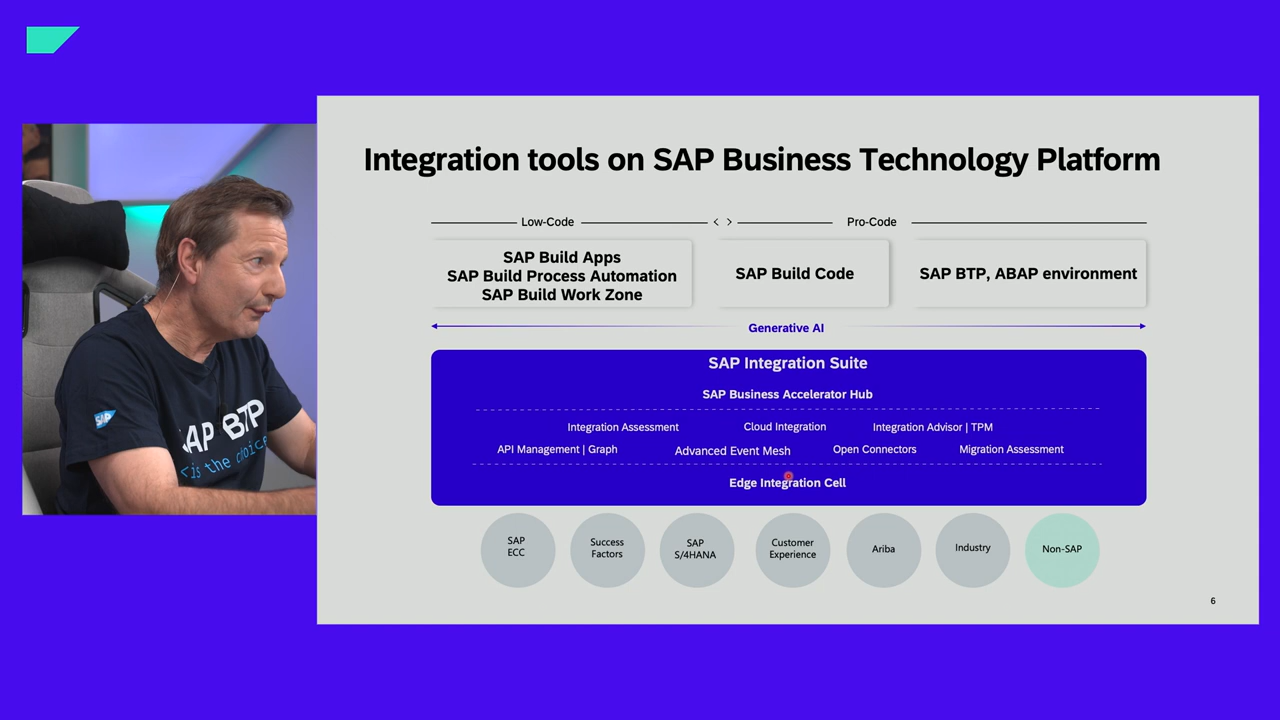 Integration tools on SAP Business Technology Platform
Low-Code < > Pro-Code
SAP Build Apps
SAP Build Process Automation
SAP Build Work Zone
SAP Build Code
SAP BTP, ABAP environment
Generative AI
SAP Integration Suite
SAP Business Accelerator Hub
Integration Assessment Cloud Integration Integration Advisor | TPM
API Management | Graph Advanced Event Mesh Open Connectors Migration Assessment
Edge Integration Cell
SAP
ECC
Success
Factors
SAP
S/4HANA
Customer
Experience
Ariba
Industry
Non-SAP
6
SAP
SAP BTP
<is the choice